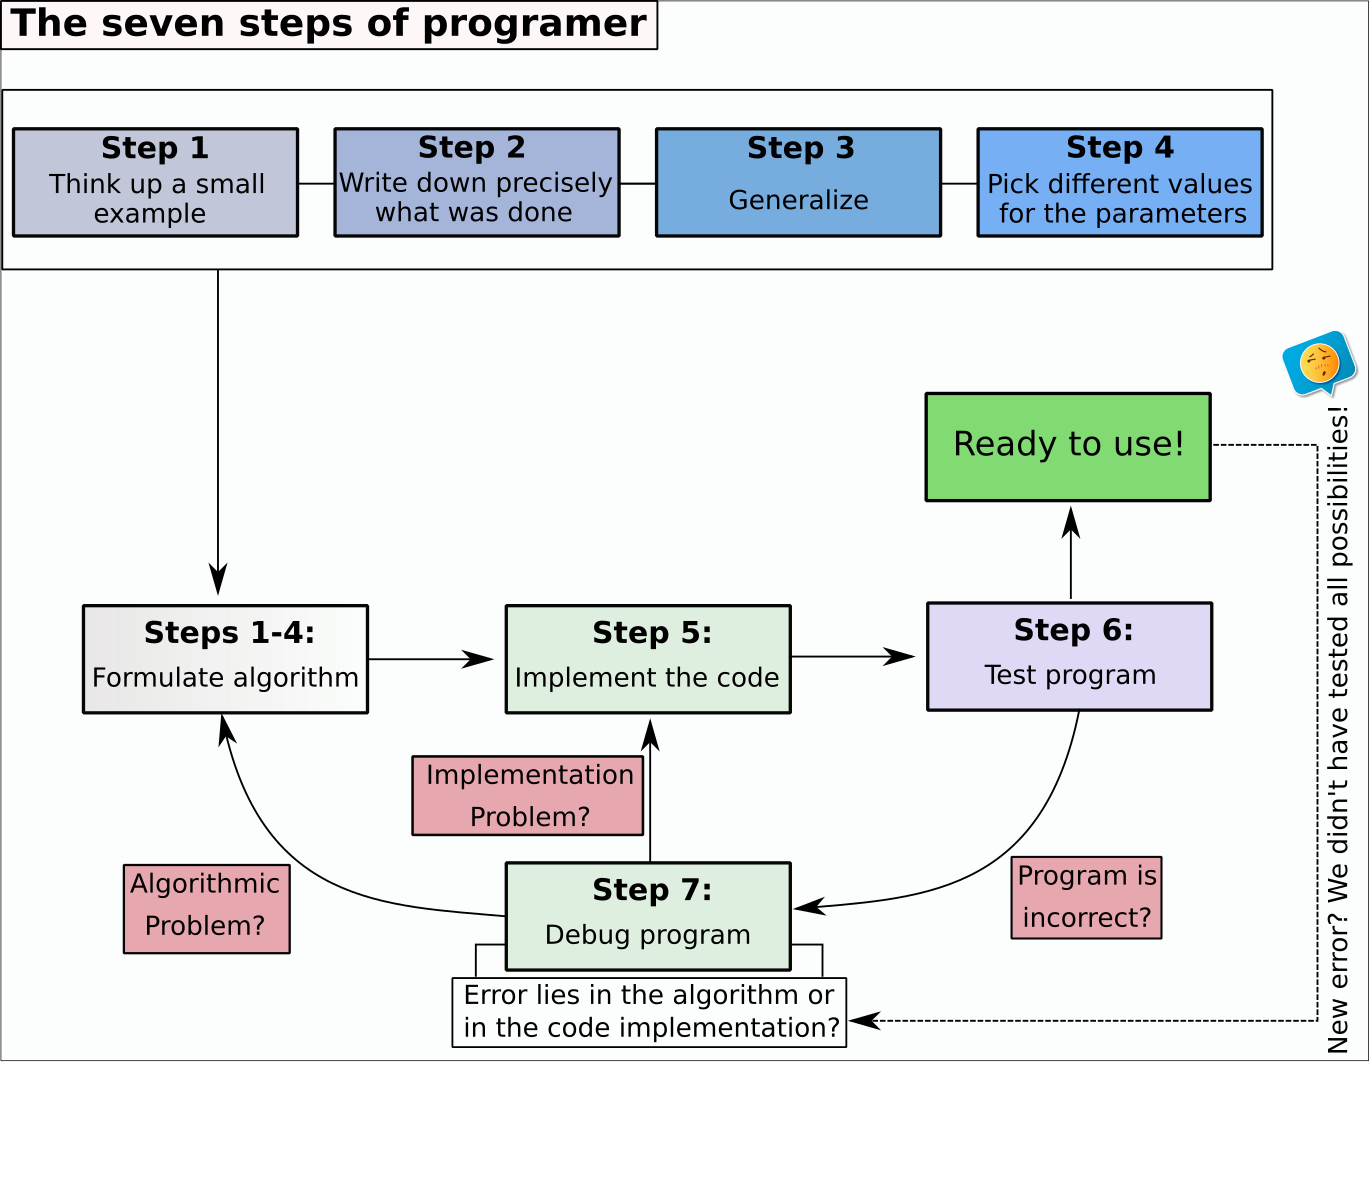 The seven steps of programer
Step 1
Think up a small
example
Step 2
Write down precisely
what was done
Step 3
Generalize
Step 4
Pick different values
for the parameters
Ready to use!
New error? We didn't have tested all possibilities!
Steps 1-4:
Formulate algorithm
Step 5:
Implement the code
Step 6:
Test program
Implementation
Problem?
Algorithmic
Problem?
Step 7:
Debug program
Program is
incorrect?
Error lies in the algorithm or
in the code implementation?